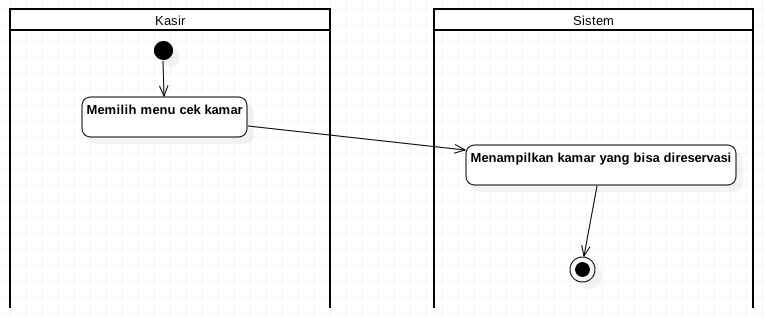 Kasir
Sistem
Memilih menu cek kamar
Menampilkan kamar yang bisa direservasi